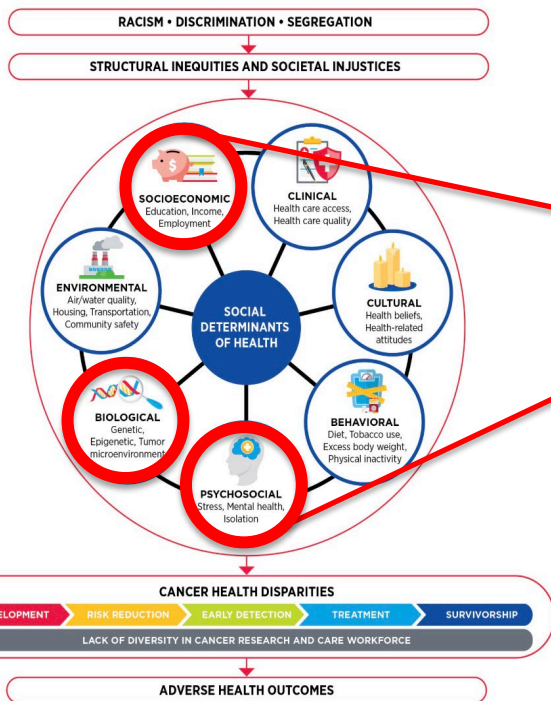 RACISM • DISCRIMINATION • SEGREGATION
STRUCTURAL INEQUITIES AND SOCIETAL INJUSTICES
SOCIOECONOMIC
Education, Income,
Employment
CLINICAL
Health care access,
Health care quality
ENVIRONMENTAL
Air/water quality,
Housing, Transportation,
Community safety
SOCIAL
DETERMINANTS
OF HEALTH
CULTURAL
Health beliefs,
Health-related
attitudes
BIOLOGICAL
Genetic,
Epigenetic, Tumor
microenvironment
BEHAVIORAL
Diet, Tobacco use,
Excess body weight,
Physical inactivity
PSYCHOSOCIAL
Stress, Mental health,
Isolation
CANCER HEALTH DISPARITIES
ELOPMENT RISK REDUCTION EARLY DETECTION TREATMENT SURVIVORSHIP
LACK OF DIVERSITY IN CANCER RESEARCH AND CARE WORKFORCE
ADVERSE HEALTH OUTCOMES